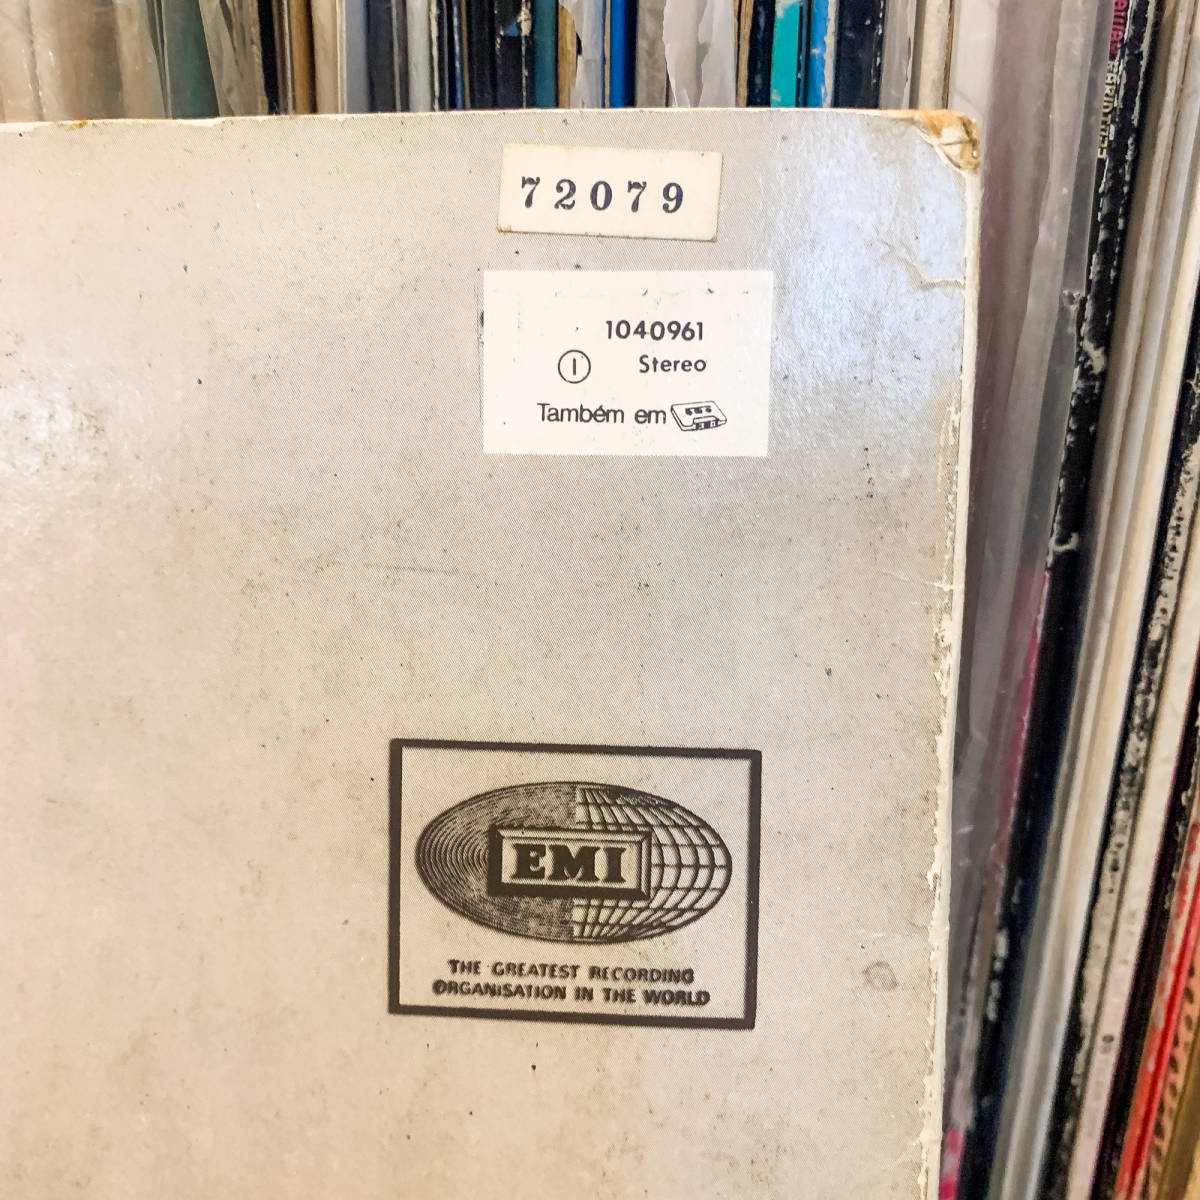 72079
1040961
I Stereo
Também em
EMI
THE GREATEST RECORDING
ORGANISATION IN THE WORLD